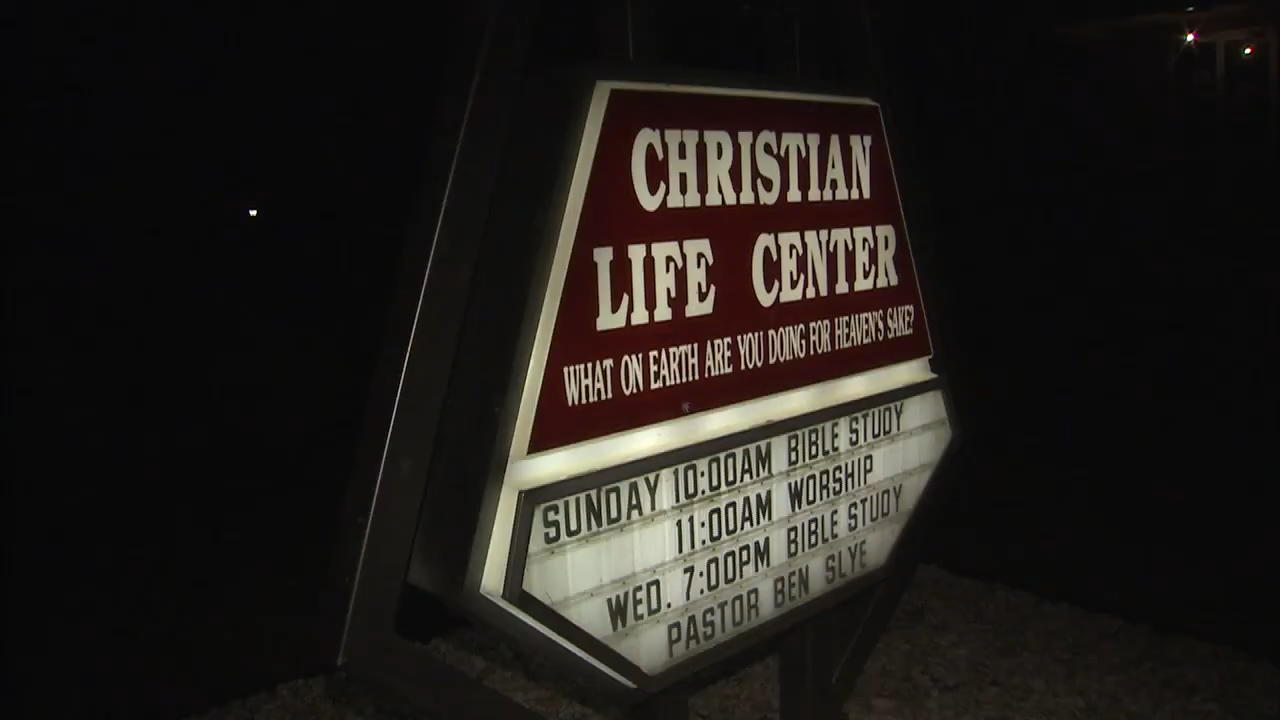 CHRISTIAN
LIFE CENTER
WHAT ON EARTH ARE YOU DOING FOR HEAVEN'S SAKE?
SUNDAY 10:00AM BIBLE STUDY
11:00AM WORSHIP
WED. 7:00PM BIBLE STUDY
PASTOR BEN SLYE